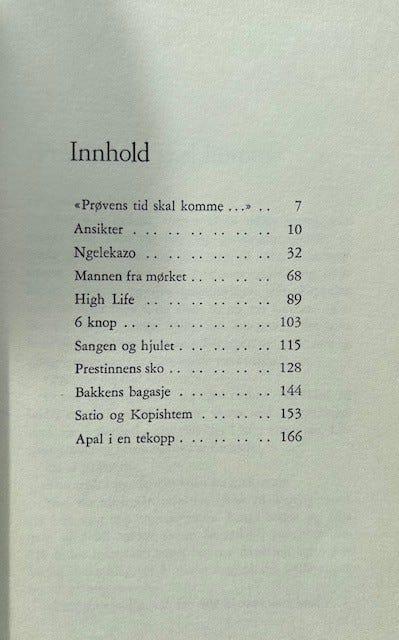 Innhold
«Prøvens tid skal komme ...» .. 7
Ansikter . .. .. .. .. .. .. 10
Ngelekazo . .. .. .. .. .. 32
Mannen fra mørket .. .. .. .. 68
High Life .. .. .. .. .. .. 89
6 knop .. .. .. .. .. .. .. 103
Sangen og hjulet . .. .. .. .. 115
Prestinnens sko .. .. .. .. .. 128
Bakkens bagasje .. .. .. .. 144
Satio og Kopishtem . .. .. .. 153
Apal i en tekopp . .. .. .. .. 166